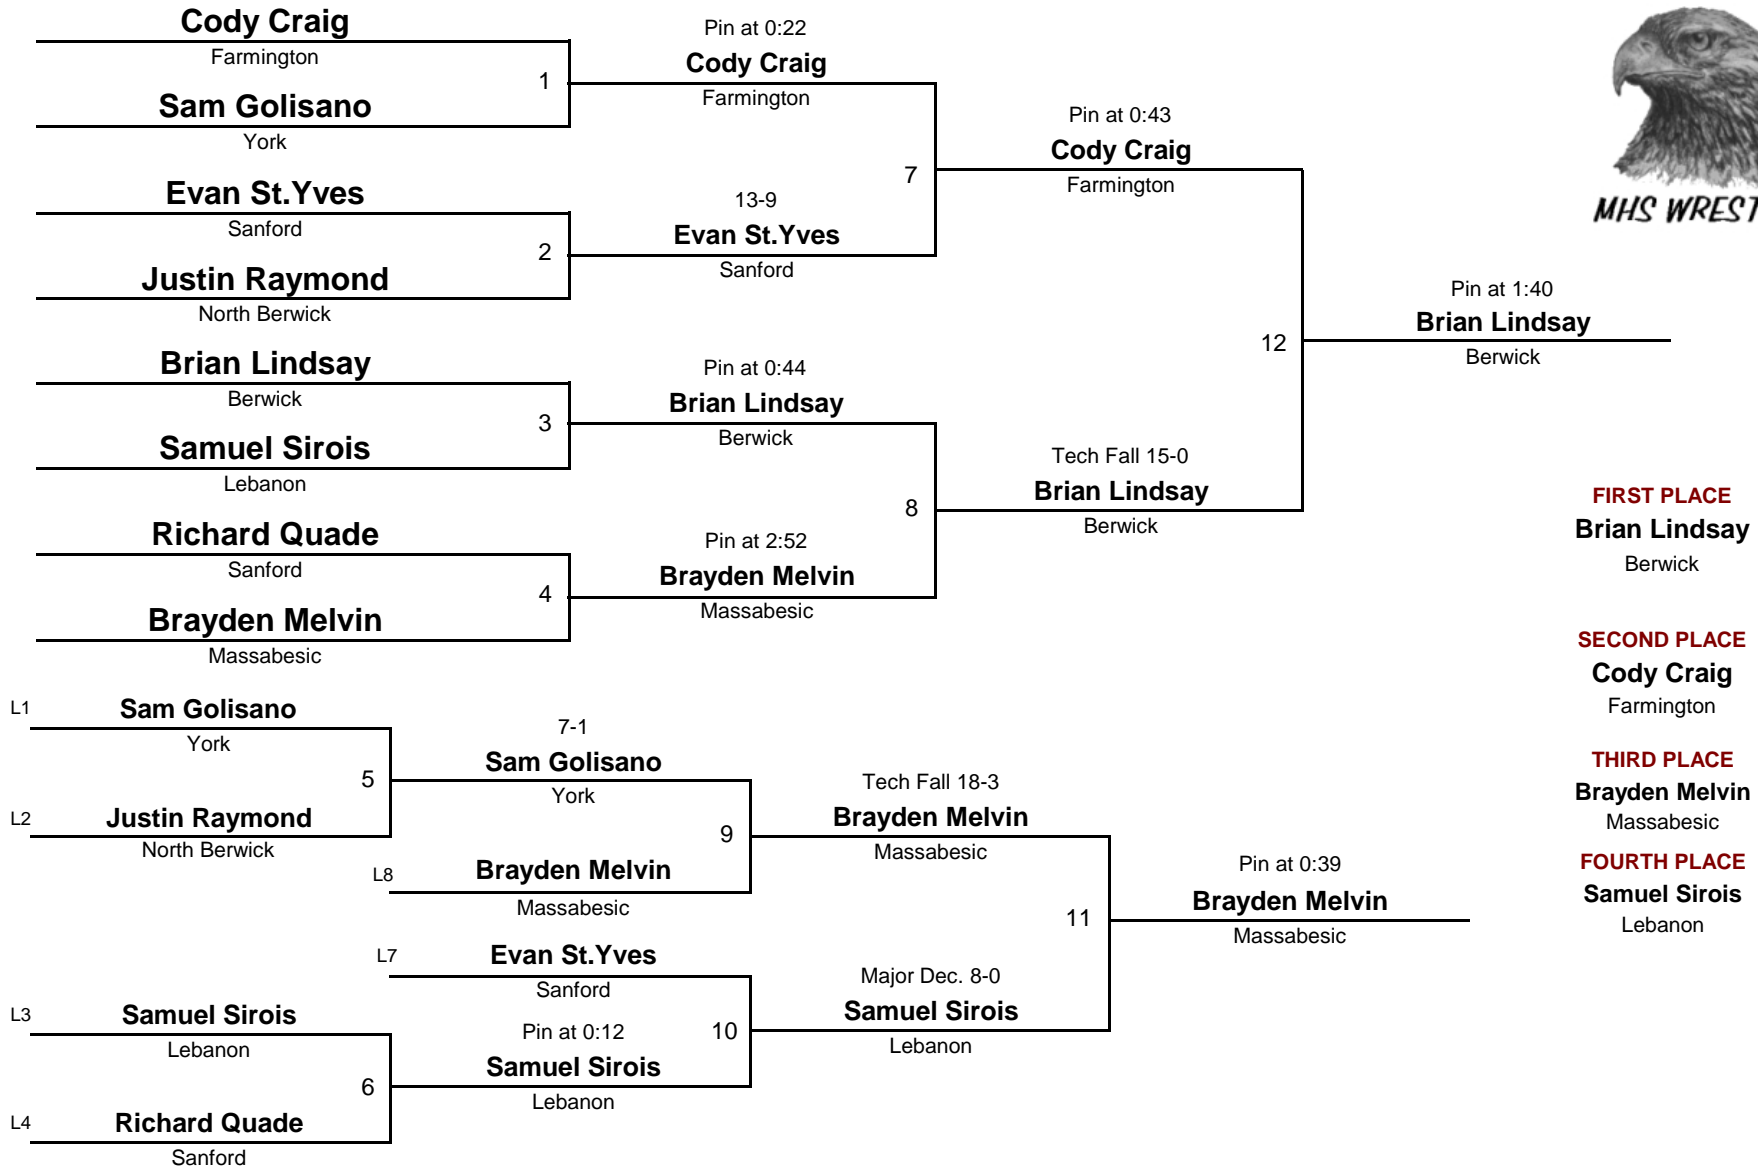 Cody Craig
Farmington
1
Sam Golisano
York
Evan St.Yves
Sanford
2
Justin Raymond
North Berwick
Brian Lindsay
Berwick
3
Samuel Sirois
Lebanon
Richard Quade
Sanford
4
Brayden Melvin
Massabesic
Pin at 0:22
Cody Craig
Farmington
7
13-9
Evan St.Yves
Sanford
Pin at 0:44
Brian Lindsay
Berwick
8
Pin at 2:52
Brayden Melvin
Massabesic
Pin at 0:43
Cody Craig
Farmington
12
Tech Fall 15-0
Brian Lindsay
Berwick
Pin at 1:40
Brian Lindsay
Berwick
MHS WREST
FIRST PLACE
Brian Lindsay
Berwick
SECOND PLACE
Cody Craig
Farmington
THIRD PLACE
Brayden Melvin
Massabesic
FOURTH PLACE
Samuel Sirois
Lebanon
L1 Sam Golisano
York
5
L2 Justin Raymond
North Berwick
7-1
Sam Golisano
York
9
L8 Brayden Melvin
Massabesic
L7 Evan St.Yves
Sanford
10
Pin at 0:12
Samuel Sirois
Lebanon
L3 Samuel Sirois
Lebanon
6
L4 Richard Quade
Sanford
Tech Fall 18-3
Brayden Melvin
Massabesic
11
Major Dec. 8-0
Samuel Sirois
Lebanon
Pin at 0:39
Brayden Melvin
Massabesic